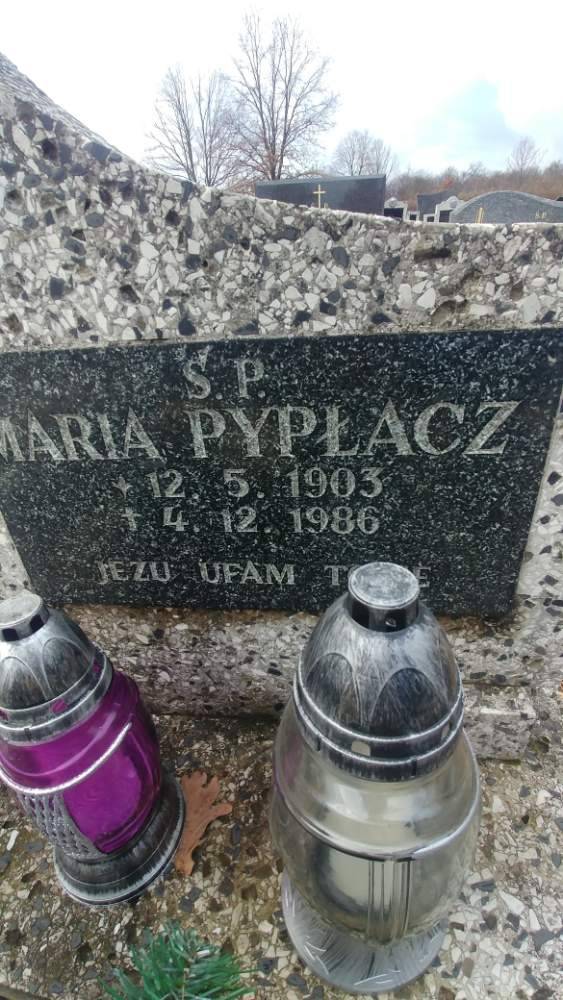 Ś. P.
MARIA PYPŁACZ
* 12. 5. 1903
† 4. 12. 1986
JEZU UFAM